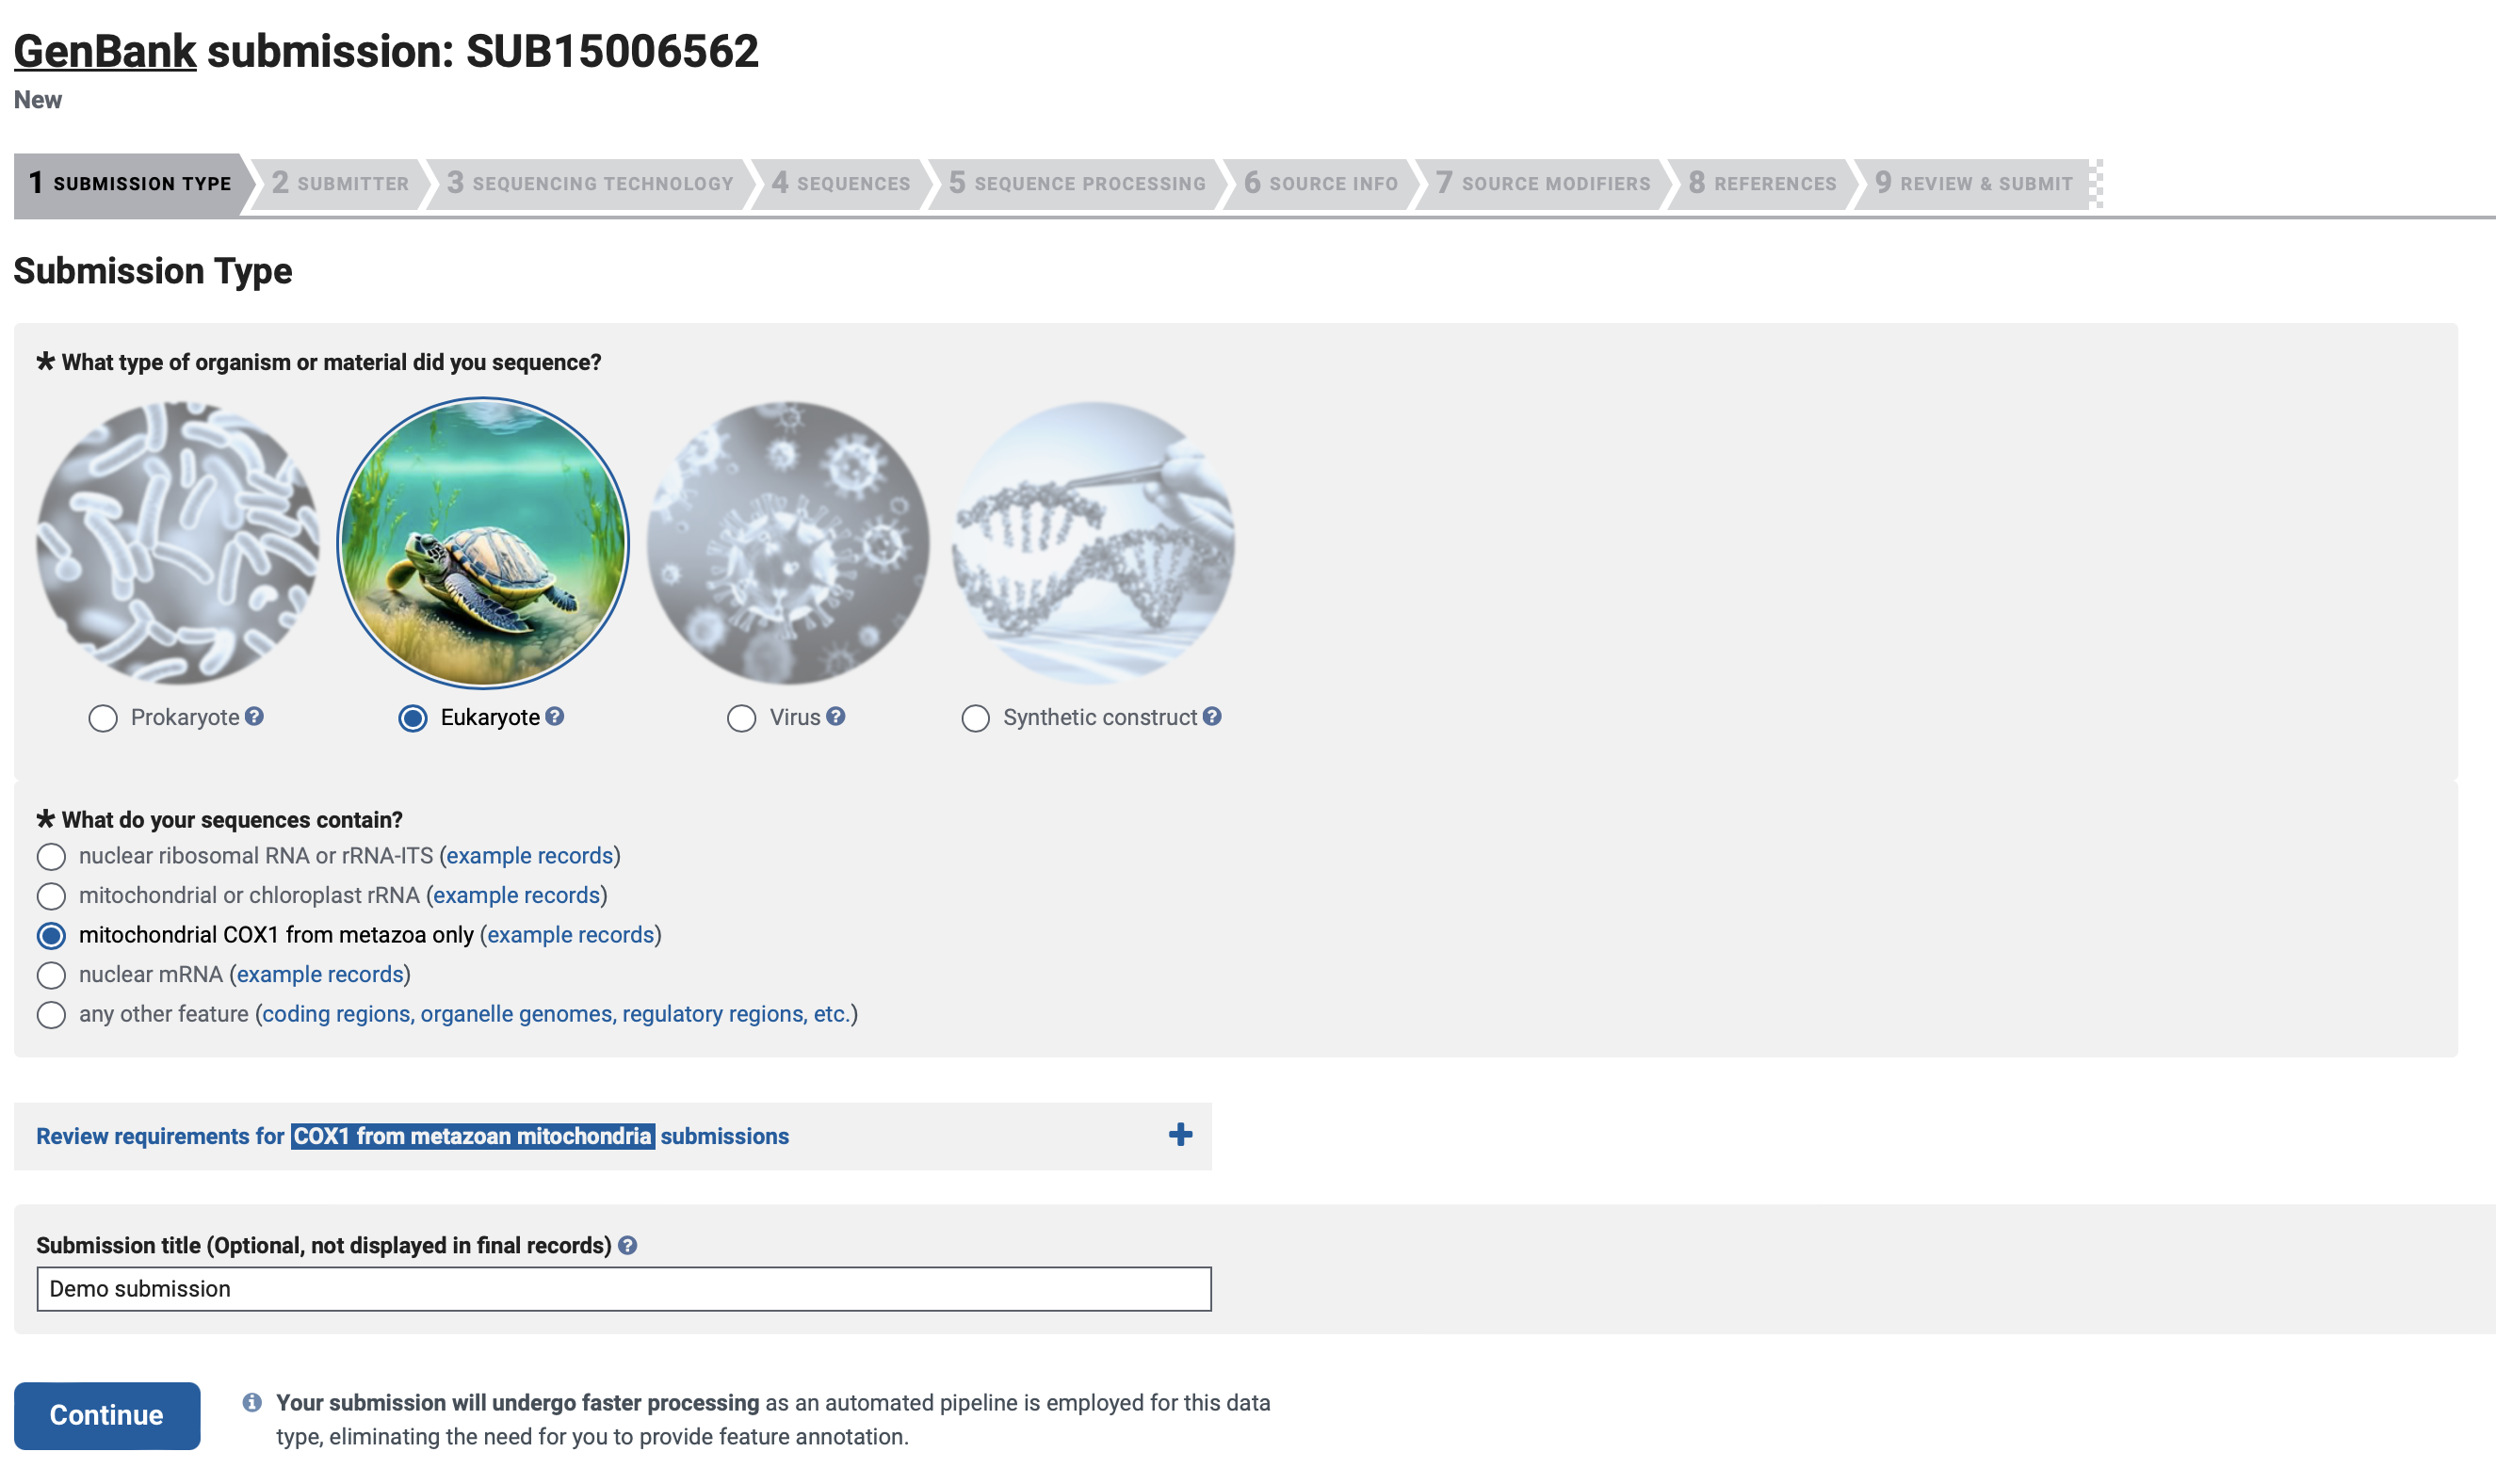 GenBank submission: SUB15006562
New
1 SUBMISSION TYPE 2 SUBMITTER 3 SEQUENCING TECHNOLOGY 4 SEQUENCES 5 SEQUENCE PROCESSING 6 SOURCE INFO 7 SOURCE MODIFIERS 8 REFERENCES 9 REVIEW & SUBMIT
Submission Type
* What type of organism or material did you sequence?
Prokaryote ? Eukaryote ? Virus ? Synthetic construct ?
* What do your sequences contain?
nuclear ribosomal RNA or rRNA-ITS (example records)
mitochondrial or chloroplast rRNA (example records)
mitochondrial COX1 from metazoa only (example records)
nuclear mRNA (example records)
any other feature (coding regions, organelle genomes, regulatory regions, etc.)
Review requirements for COX1 from metazoan mitochondria submissions +
Submission title (Optional, not displayed in final records) ?
Demo submission
Continue
i Your submission will undergo faster processing as an automated pipeline is employed for this data
type, eliminating the need for you to provide feature annotation.